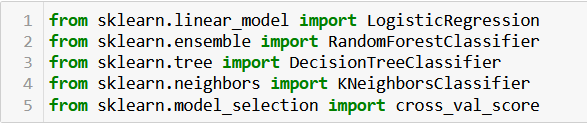 1 from sklearn.linear_model import LogisticRegression
2 from sklearn.ensemble import RandomForestClassifier
3 from sklearn.tree import DecisionTreeClassifier
4 from sklearn.neighbors import KNeighborsClassifier
5 from sklearn.model_selection import cross_val_score